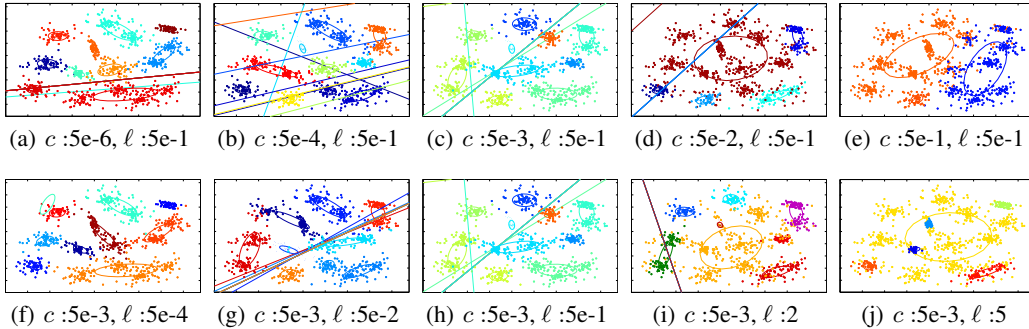 (a) c :5e-6, ℓ :5e-1
(b) c :5e-4, ℓ :5e-1
(c) c :5e-3, ℓ :5e-1
(d) c :5e-2, ℓ :5e-1
(e) c :5e-1, ℓ :5e-1
(f) c :5e-3, ℓ :5e-4
(g) c :5e-3, ℓ :5e-2
(h) c :5e-3, ℓ :5e-1
(i) c :5e-3, ℓ :2
(j) c :5e-3, ℓ :5